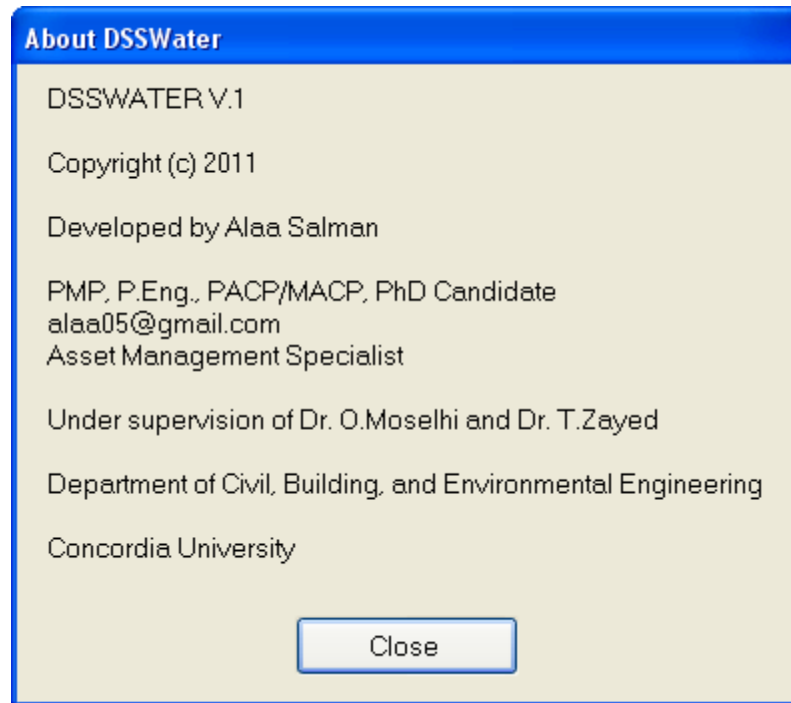 About DSSWater
DSSWATER V.1
Copyright (c) 2011
Developed by Alaa Salman
PMP, P.Eng., PACP/MACP, PhD Candidate
alaa05@gmail.com
Asset Management Specialist
Under supervision of Dr. O.Moselhi and Dr. T.Zayed
Department of Civil, Building, and Environmental Engineering
Concordia University
Close